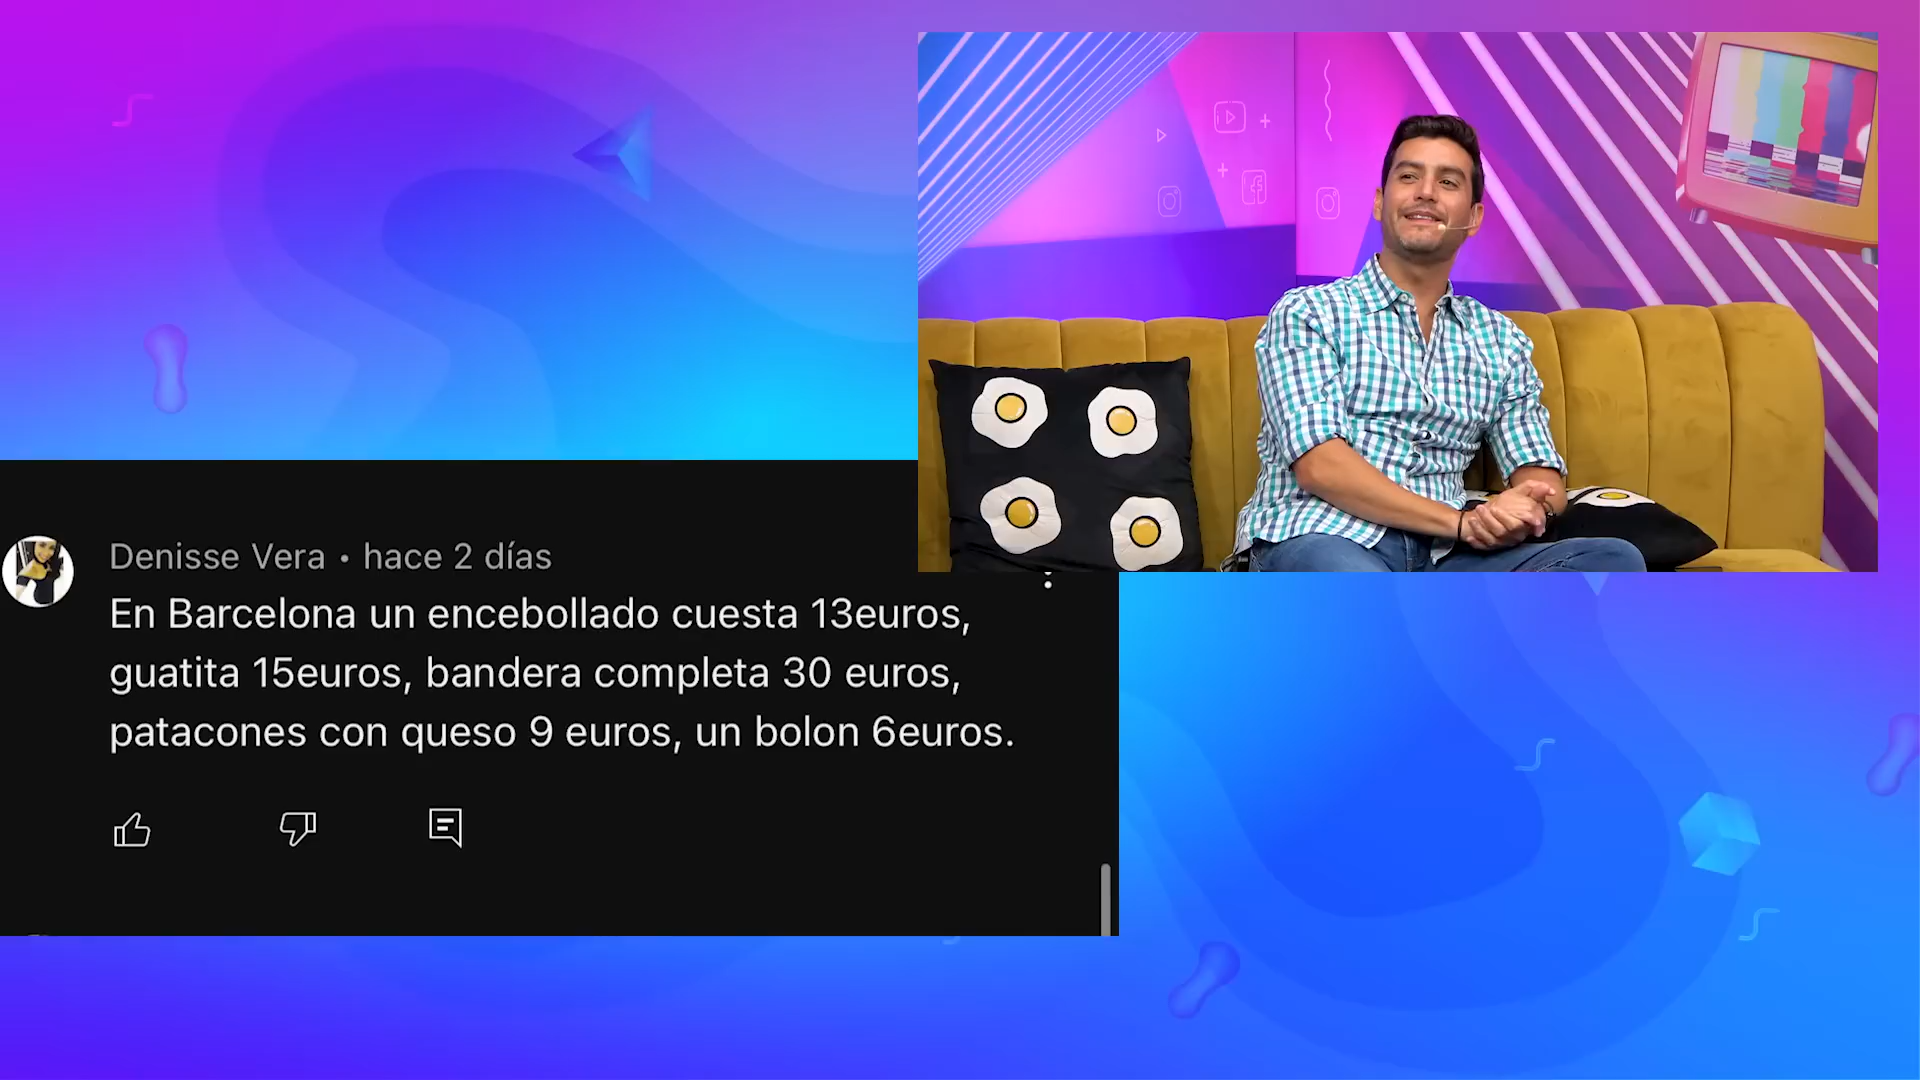 Denisse Vera • hace 2 días
En Barcelona un encebollado cuesta 13euros,
guatita 15euros, bandera completa 30 euros,
patacones con queso 9 euros, un bolon 6euros.